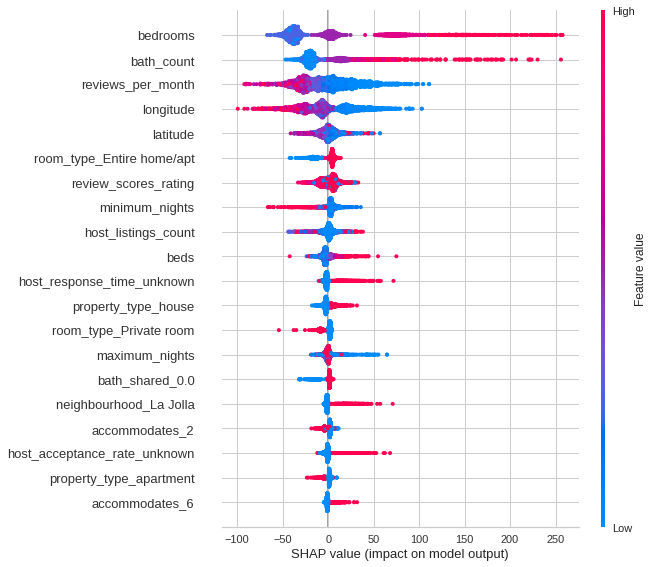 High
bedrooms
bath_count
reviews_per_month
longitude
latitude
room_type_Entire home/apt
review_scores_rating
minimum_nights
host_listings_count
beds
host_response_time_unknown
property_type_house
room_type_Private room
maximum_nights
bath_shared_0.0
neighbourhood_La Jolla
accommodates_2
host_acceptance_rate_unknown
property_type_apartment
accommodates_6
Feature value
Low
−100 −50 0 50 100 150 200 250
SHAP value (impact on model output)